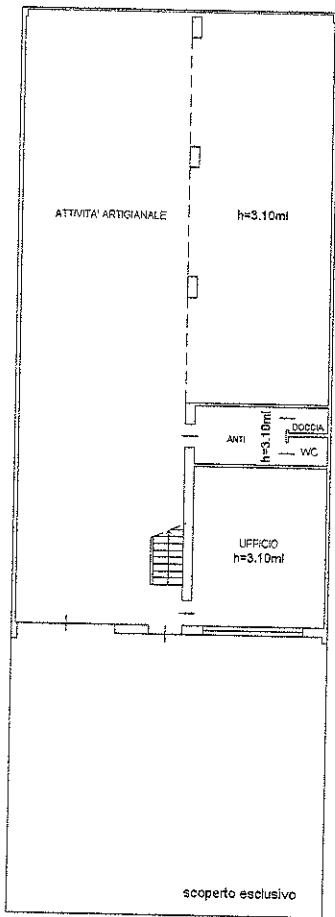 ATTIVITA' ARTIGIANALE
h=3.10ml
ANTI
h=3.10ml
DOCCIA
WC
UFFICIO
h=3.10ml
scoperto esclusivo